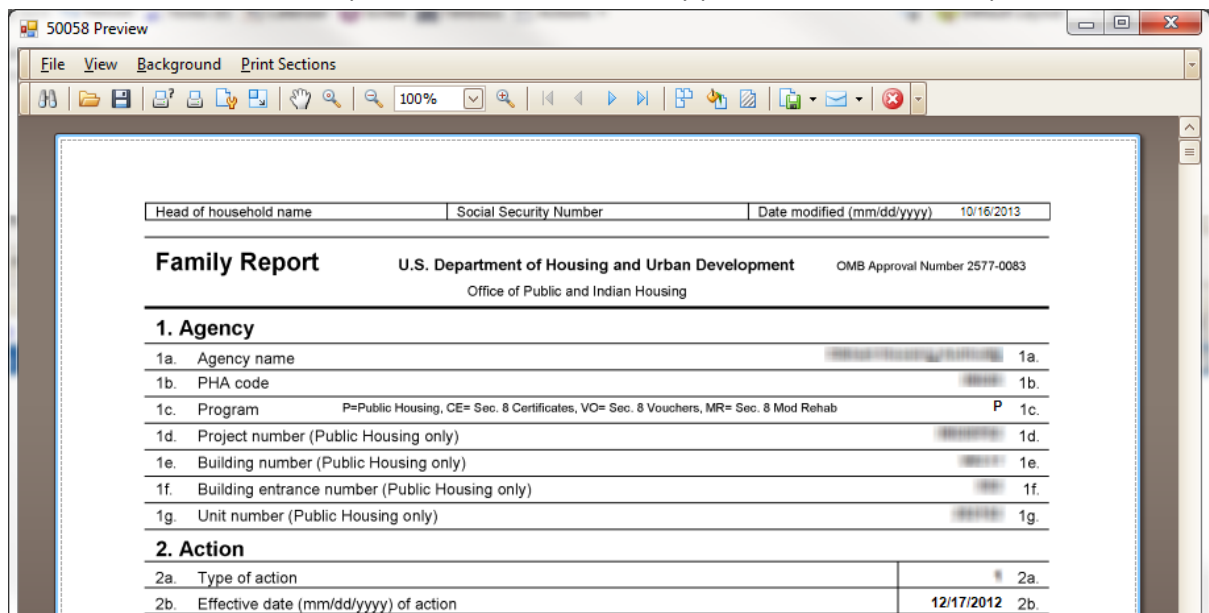 50058 Preview
File View Background Print Sections
100%
Head of household name Social Security Number Date modified (mm/dd/yyyy) 10/16/2013
Family Report U.S. Department of Housing and Urban Development OMB Approval Number 2577-0083
Office of Public and Indian Housing
1. Agency
1a. Agency name 1a.
1b. PHA code 1b.
1c. Program P=Public Housing, CE= Sec. 8 Certificates, VO= Sec. 8 Vouchers, MR= Sec. 8 Mod Rehab P 1c.
1d. Project number (Public Housing only) 1d.
1e. Building number (Public Housing only) 1e.
1f. Building entrance number (Public Housing only) 1f.
1g. Unit number (Public Housing only) 1g.
2. Action
2a. Type of action 2a.
2b. Effective date (mm/dd/yyyy) of action 12/17/2012 2b.